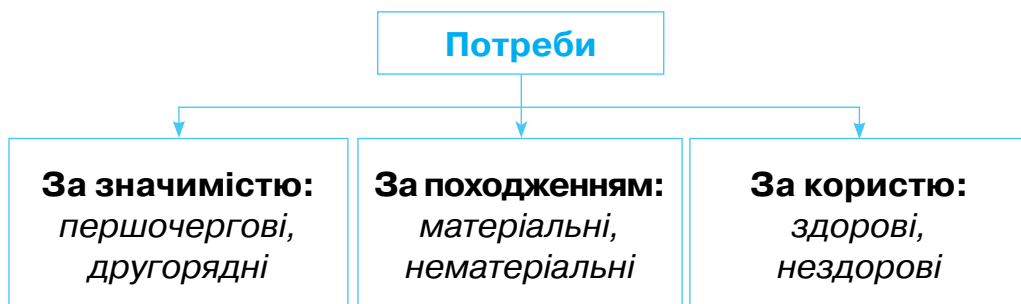 Потреби
За значимістю:
першочергові,
другорядні
За походженням:
матеріальні,
нематеріальні
За користю:
здорові,
нездорові